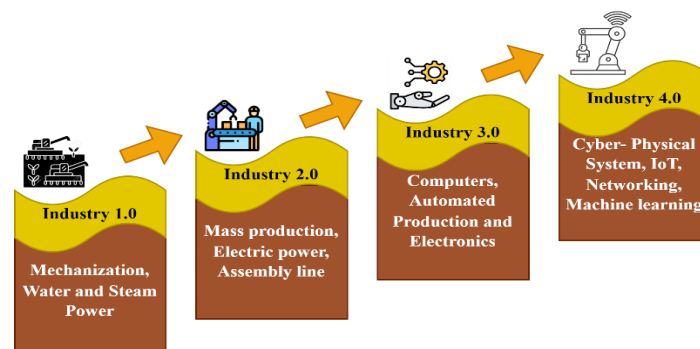 Industry 1.0
Mechanization,
Water and Steam
Power
Industry 2.0
Mass production,
Electric power,
Assembly line
Industry 3.0
Computers,
Automated
Production and
Electronics
Industry 4.0
Cyber- Physical
System, IoT,
Networking,
Machine learning